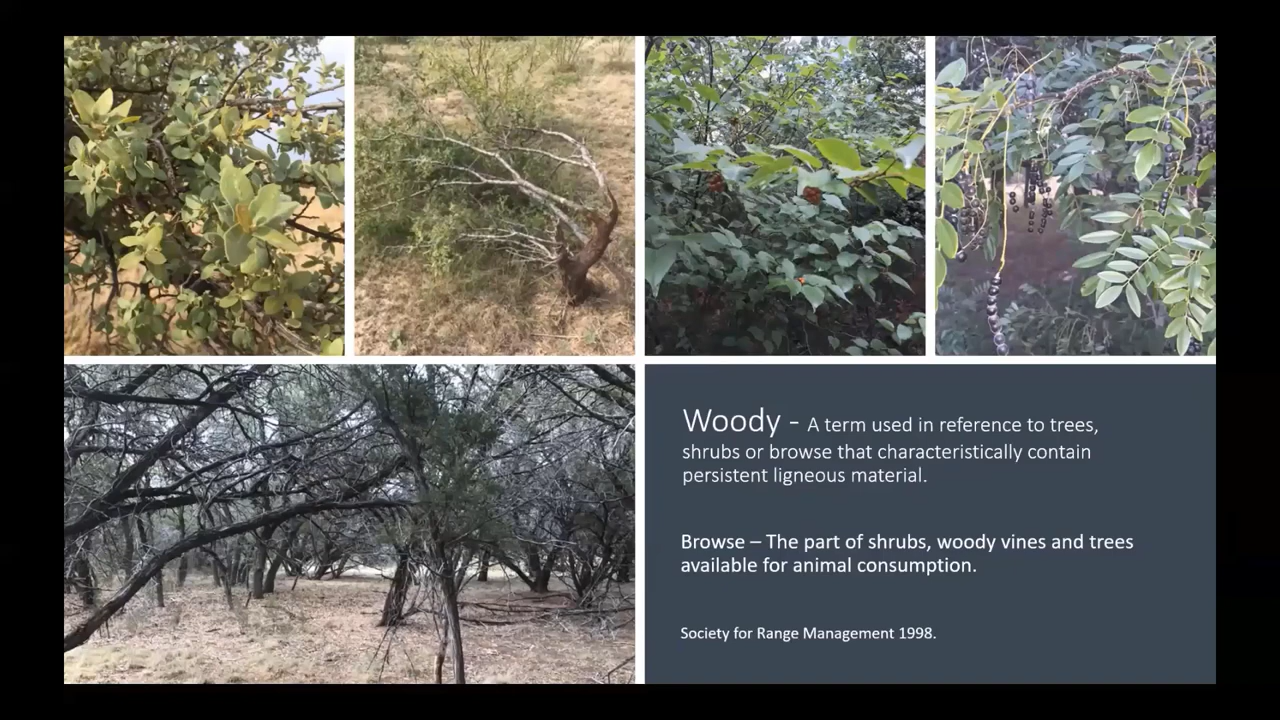 Woody - A term used in reference to trees,
shrubs or browse that characteristically contain
persistent ligneous material.
Browse – The part of shrubs, woody vines and trees
available for animal consumption.
Society for Range Management 1998.